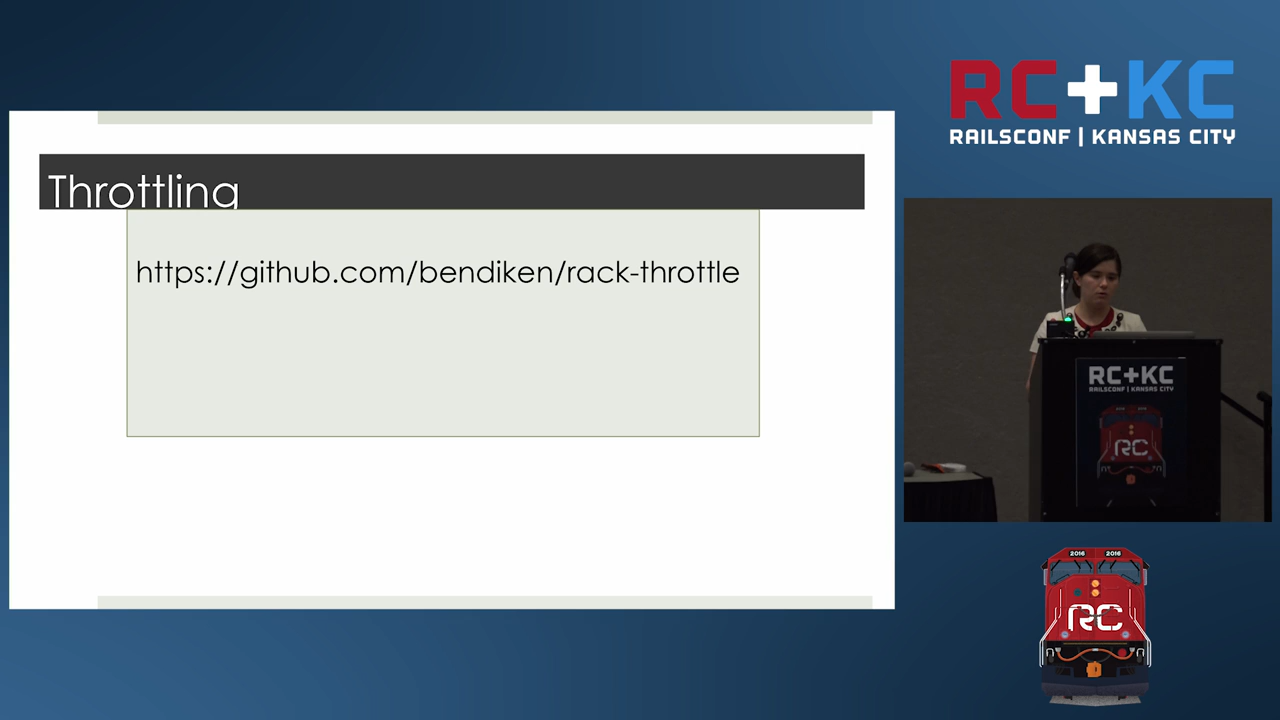 RC+KC
RAILSCONF | KANSAS CITY
Throttling
https://github.com/bendiken/rack-throttle
RC+KC
RAILSCONF | KANSAS CITY
RC
2016 2016
RC